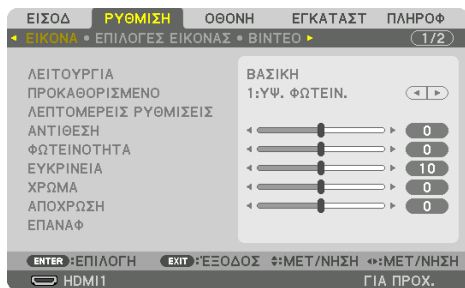 ΕΙΣΟΔ ΡΥΘΜΙΣΗ ΟΘΟΝΗ ΕΓΚΑΤΑΣΤ ΠΛΗΡΟΦ
ΕΙΚΟΝΑ • ΕΠΙΛΟΓΕΣ ΕΙΚΟΝΑΣ • ΒΙΝΤΕΟ 1/2
ΛΕΙΤΟΥΡΓΙΑ ΒΑΣΙΚΗ
ΠΡΟΚΑΘΟΡΙΣΜΕΝΟ 1:ΥΨ. ΦΩΤΕΙΝ.
ΛΕΠΤΟΜΕΡΕΙΣ ΡΥΘΜΙΣΕΙΣ
ΑΝΤΙΘΕΣΗ 0
ΦΩΤΕΙΝΟΤΗΤΑ 0
ΕΥΚΡΙΝΕΙΑ 10
ΧΡΩΜΑ 0
ΑΠΟΧΡΩΣΗ 0
ΕΠΑΝΑΦ
ENTER:ΕΠΙΛΟΓΗ EXIT:ΈΞΟΔΟΣ :ΜΕΤ/ΝΗΣΗ :ΜΕΤ/ΝΗΣΗ
HDMI1 ΓΙΑ ΠΡΟΧ.